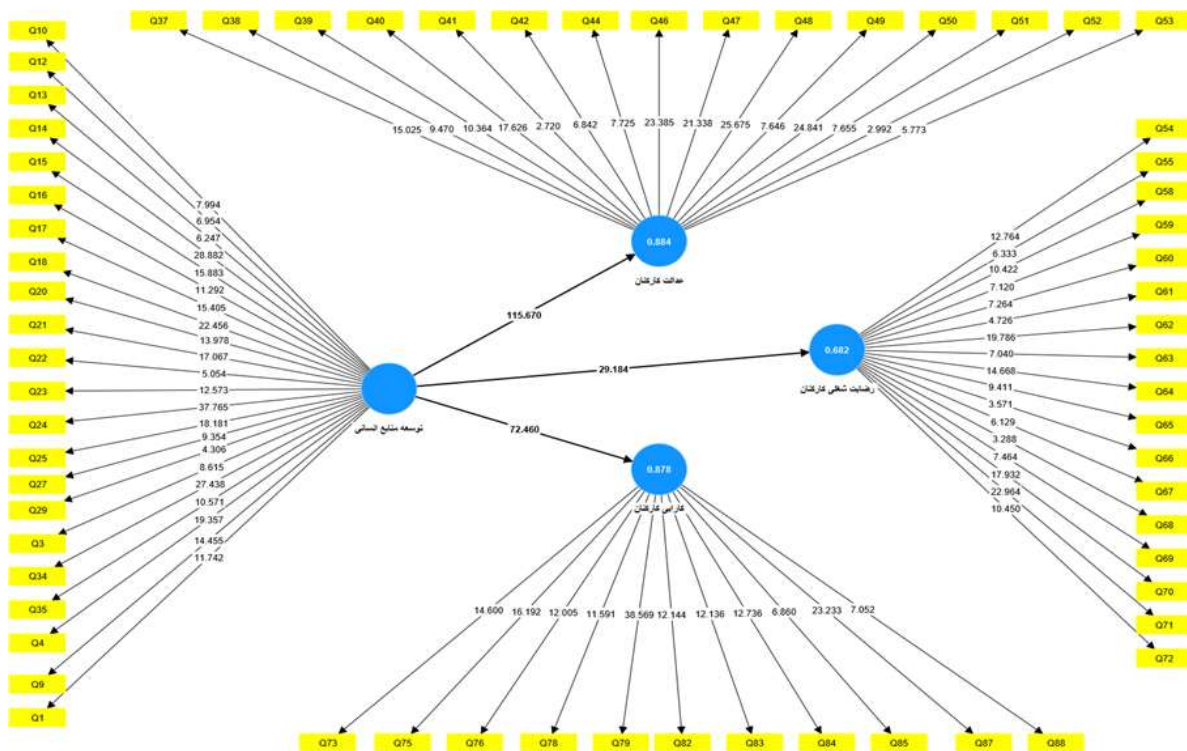 Q37 Q38 Q39 Q40 Q41 Q42 Q44 Q46 Q47 Q48 Q49 Q50 Q51 Q52 Q53
15.025 9.470 10.364 17.626 2.720 6.842 7.725 23.385 21.338 25.675 7.646 24.841 7.655 2.992 5.773
Q10
Q12
Q13
Q14
Q15
Q16
Q17
Q18
Q20
Q21
Q22
Q23
Q24
Q25
Q27
Q29
Q3
Q34
Q35
Q4
Q9
Q1
7.994
6.954
6.247
28.882
15.883
11.292
15.405
22.456
13.978
17.067
5.054
12.573
37.765
18.181
9.354
4.306
8.615
27.438
10.571
19.357
14.455
11.742
توسعه منابع انسانی
115.670
29.184
72.460
0.884
عدالت کارکنان
0.682
رضایت شغلی کارکنان
0.878
کارایی کارکنان
12.764
6.333
10.422
7.120
7.264
4.726
19.786
7.040
14.668
9.411
3.571
6.129
3.288
7.464
17.932
22.964
10.450
Q54
Q55
Q58
Q59
Q60
Q61
Q62
Q63
Q64
Q65
Q66
Q67
Q68
Q69
Q70
Q71
Q72
14.600 16.192 12.005 11.591 38.569 12.144 12.136 12.736 6.860 23.233 7.052
Q73 Q75 Q76 Q78 Q79 Q82 Q83 Q84 Q85 Q87 Q88